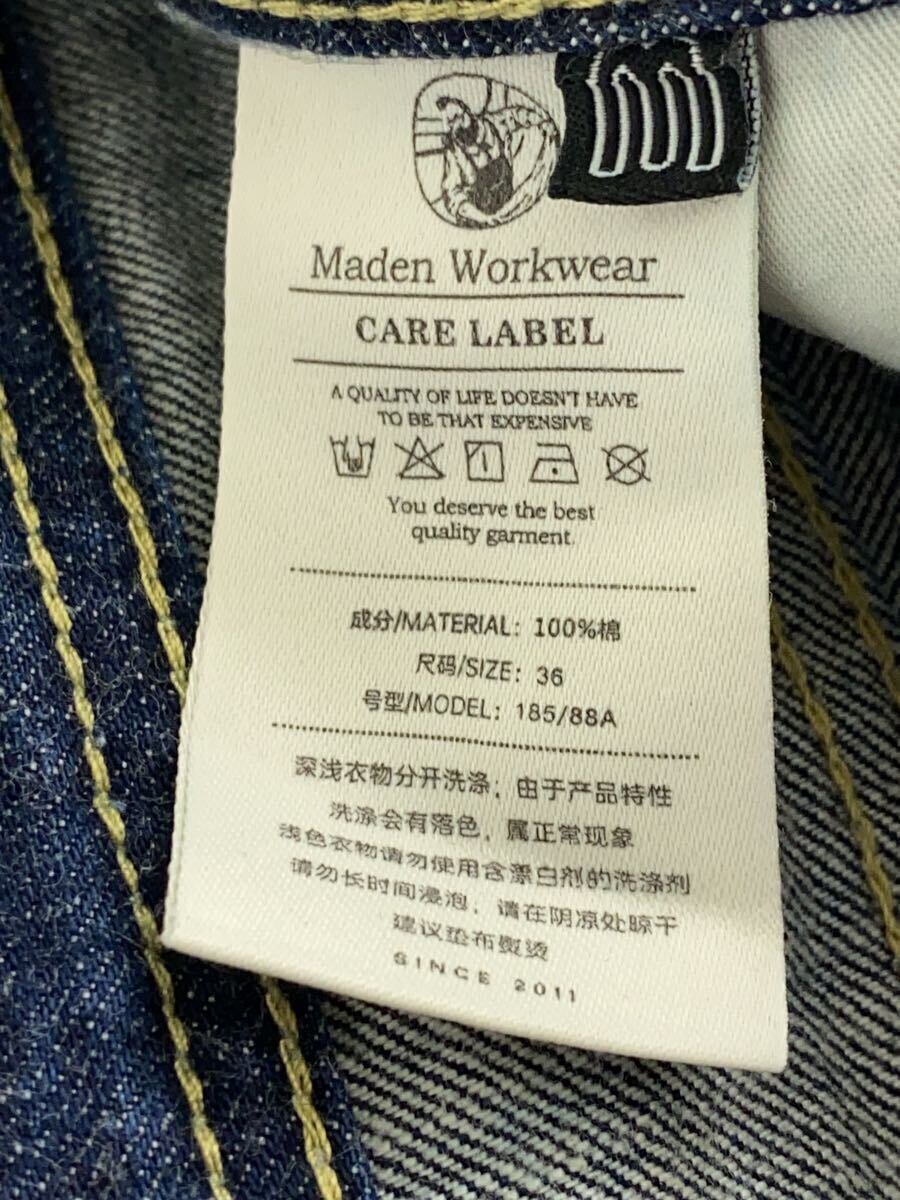 Maden Workwear
CARE LABEL
A QUALITY OF LIFE DOESN'T HAVE
TO BE THAT EXPENSIVE
You deserve the best
quality garment.
成分/MATERIAL: 100%棉
尺码/SIZE: 36
号型/MODEL: 185/88A
深浅衣物分开洗涤；由于产品特性
洗涤会有落色，属正常现象
浅色衣物请勿使用含漂白剂的洗涤剂
请勿长时间浸泡，请在阴凉处晾干
建议垫布熨烫
SINCE 2011